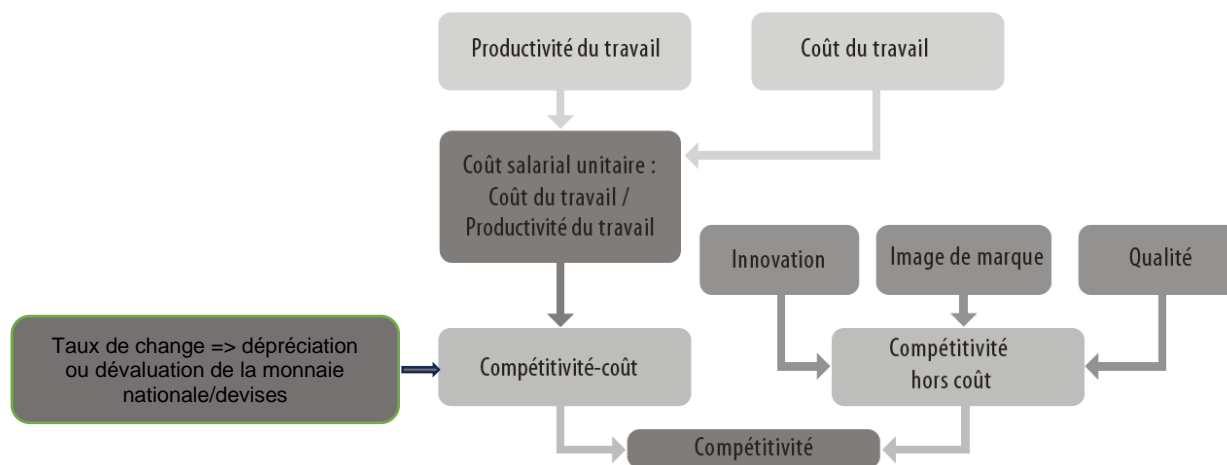 Productivité du travail
Coût du travail
Coût salarial unitaire :
Coût du travail /
Productivité du travail
Innovation
Image de marque
Qualité
Taux de change => dépréciation
ou dévaluation de la monnaie
nationale/devises
Compétitivité-coût
Compétitivité
hors coût
Compétitivité